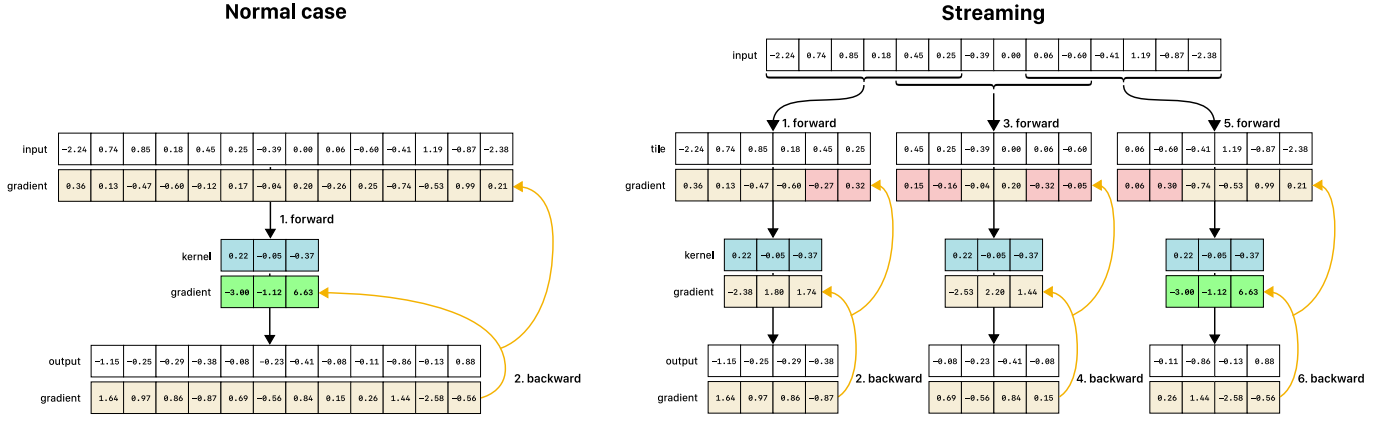 Normal case
input −2.24 0.74 0.85 0.18 0.45 0.25 −0.39 0.00 0.06 −0.60 −0.41 1.19 −0.87 −2.38
gradient 0.36 0.13 −0.47 −0.60 −0.12 0.17 −0.04 0.20 −0.26 0.25 −0.74 −0.53 0.99 0.21
1. forward
kernel 0.22 −0.05 −0.37
gradient −3.00 −1.12 6.63
output −1.15 −0.25 −0.29 −0.38 −0.08 −0.23 −0.41 −0.08 −0.11 −0.86 −0.13 0.88
2. backward
gradient 1.64 0.97 0.86 −0.87 0.69 −0.56 0.84 0.15 0.26 1.44 −2.58 −0.56
Streaming
input −2.24 0.74 0.85 0.18 0.45 0.25 −0.39 0.00 0.06 −0.60 −0.41 1.19 −0.87 −2.38
1. forward 3. forward 5. forward
tile −2.24 0.74 0.85 0.18 0.45 0.25 0.45 0.25 −0.39 0.00 0.06 −0.60 0.06 −0.60 −0.41 1.19 −0.87 −2.38
gradient 0.36 0.13 −0.47 −0.60 −0.27 0.32 0.15 −0.16 −0.04 0.20 −0.32 −0.05 0.06 0.30 −0.74 −0.53 0.99 0.21
kernel 0.22 −0.05 −0.37 0.22 −0.05 −0.37 0.22 −0.05 −0.37
gradient −2.38 1.80 1.74 −2.53 2.20 1.44 −3.00 −1.12 6.63
output −1.15 −0.25 −0.29 −0.38 −0.08 −0.23 −0.41 −0.08 −0.11 −0.86 −0.13 0.88
2. backward 4. backward 6. backward
gradient 1.64 0.97 0.86 −0.87 0.69 −0.56 0.84 0.15 0.26 1.44 −2.58 −0.56